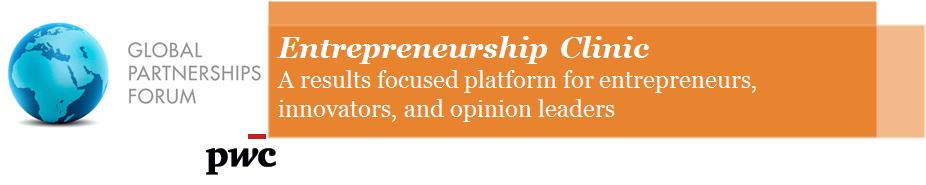 GLOBAL
PARTNERSHIPS
FORUM
Entrepreneurship Clinic
A results focused platform for entrepreneurs,
innovators, and opinion leaders
pwc